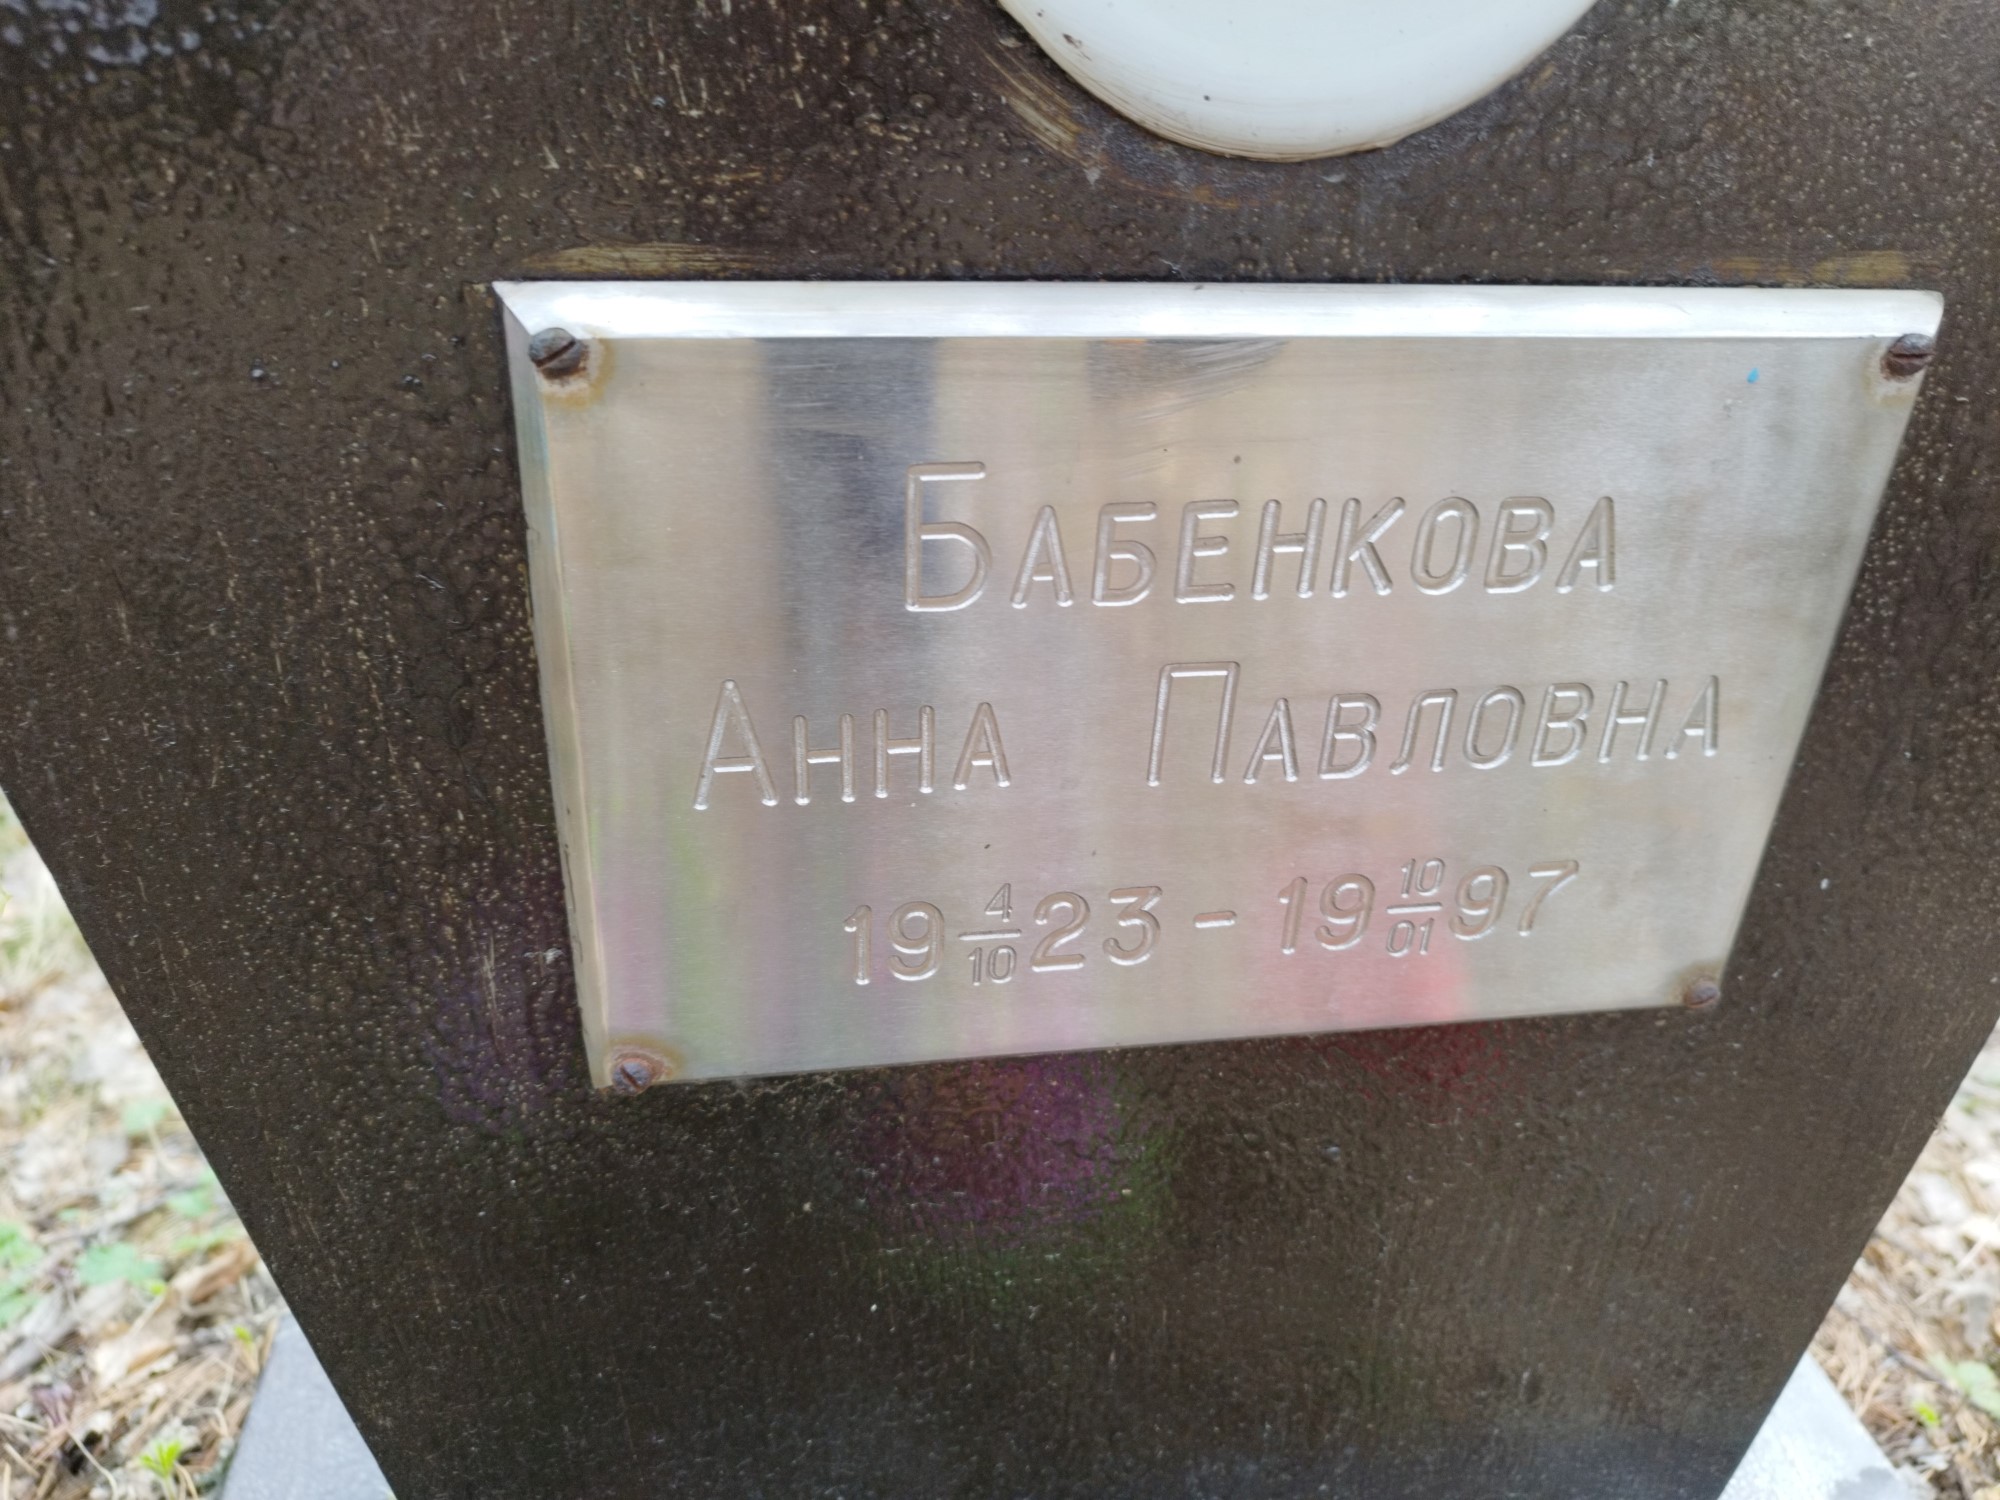 Бабенкова
Анна Павловна
19 4/10 23 - 19 10/01 97